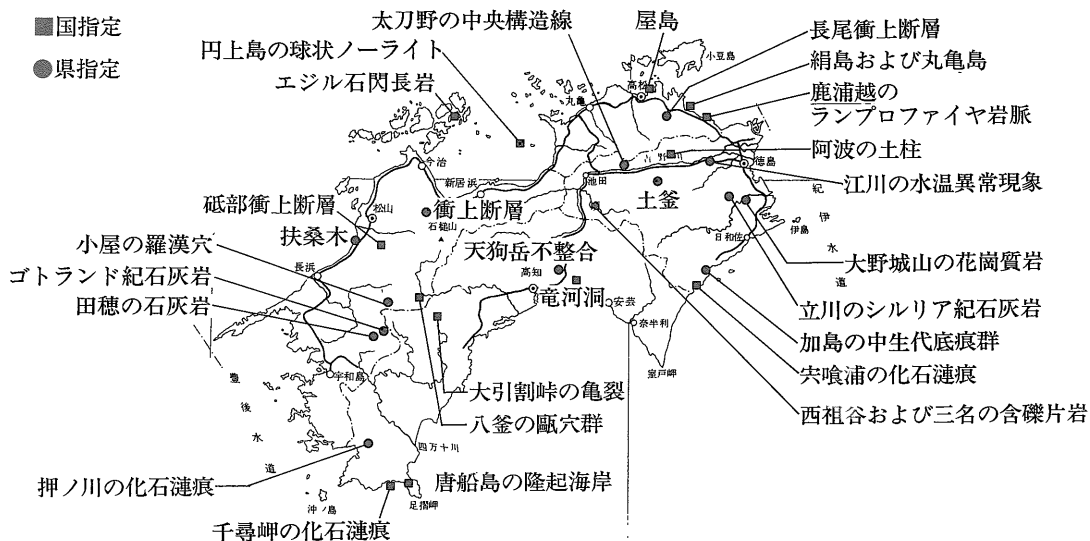 ■国指定
●県指定
太刀野の中央構造線
屋島
円上島の球状ノーライト
エジル石閃長岩
長尾衝上断層
絹島および丸亀島
鹿浦越の
ランプロファイヤ岩脈
阿波の土柱
江川の水温異常現象
小豆島
高松
丸亀
今治
新居浜
池田
吉野川
徳島
土釜
紀
伊
水
道
伊島
日和佐
砥部衝上断層
衝上断層
松山
石槌山
扶桑木
小屋の羅漢穴
ゴトランド紀石灰岩
田穂の石灰岩
長浜
天狗岳不整合
高知
竜河洞
安芸
奈半利
室戸岬
大野城山の花崗質岩
立川のシルリア紀石灰岩
加島の中生代底痕群
宍喰浦の化石漣痕
西祖谷および三名の含礫片岩
宇和島
大引割峠の亀裂
八釜の甌穴群
豊
後
水
道
四万十川
押ノ川の化石漣痕
唐船島の隆起海岸
足摺岬
沖ノ島
千尋岬の化石漣痕